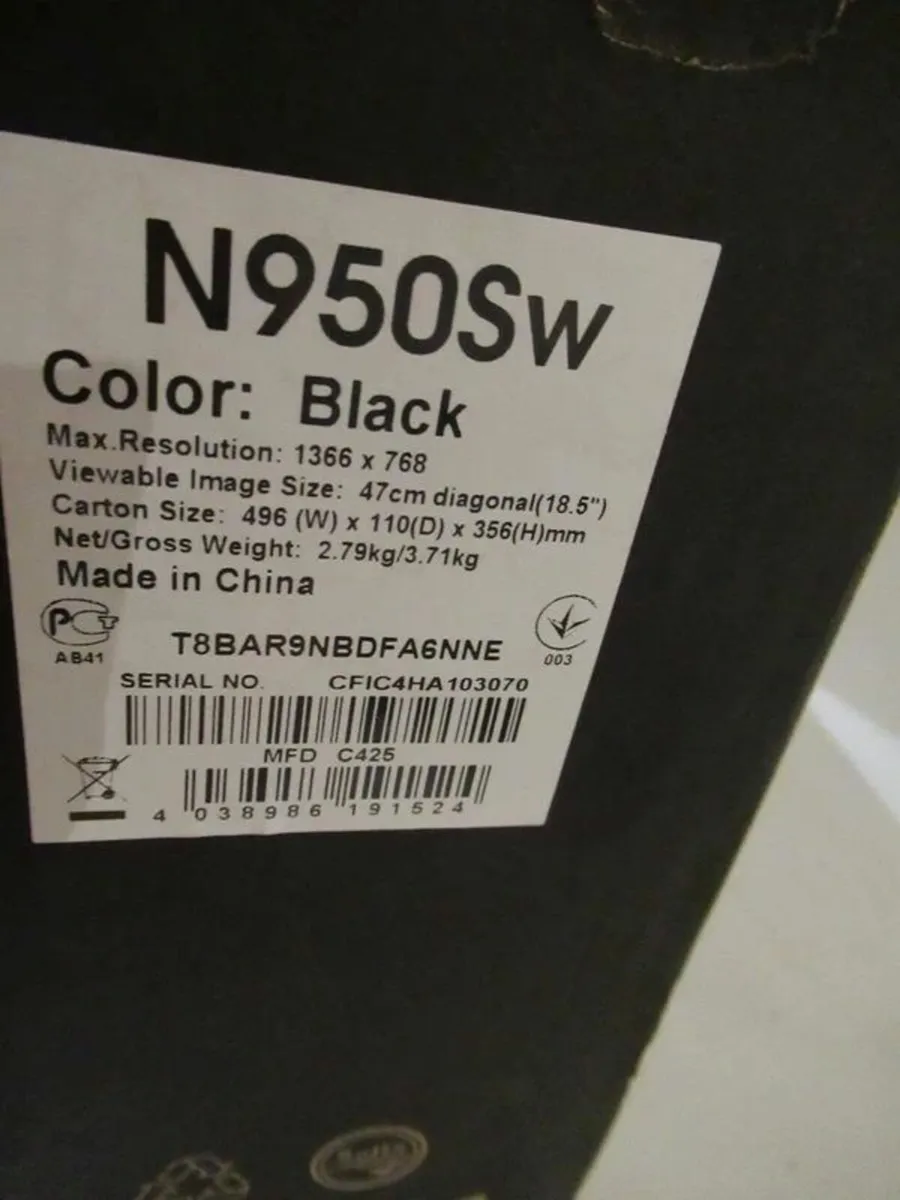 N950Sw
Color: Black
Max.Resolution: 1366 x 768
Viewable Image Size: 47cm diagonal(18.5")
Carton Size: 496 (W) x 110(D) x 356(H)mm
Net/Gross Weight: 2.79kg/3.71kg
Made in China
PCT
AB41
T8BAR9NBDFA6NNE
003
SERIAL NO. CFIC4HA103070
MFD C425
4 038986 191524